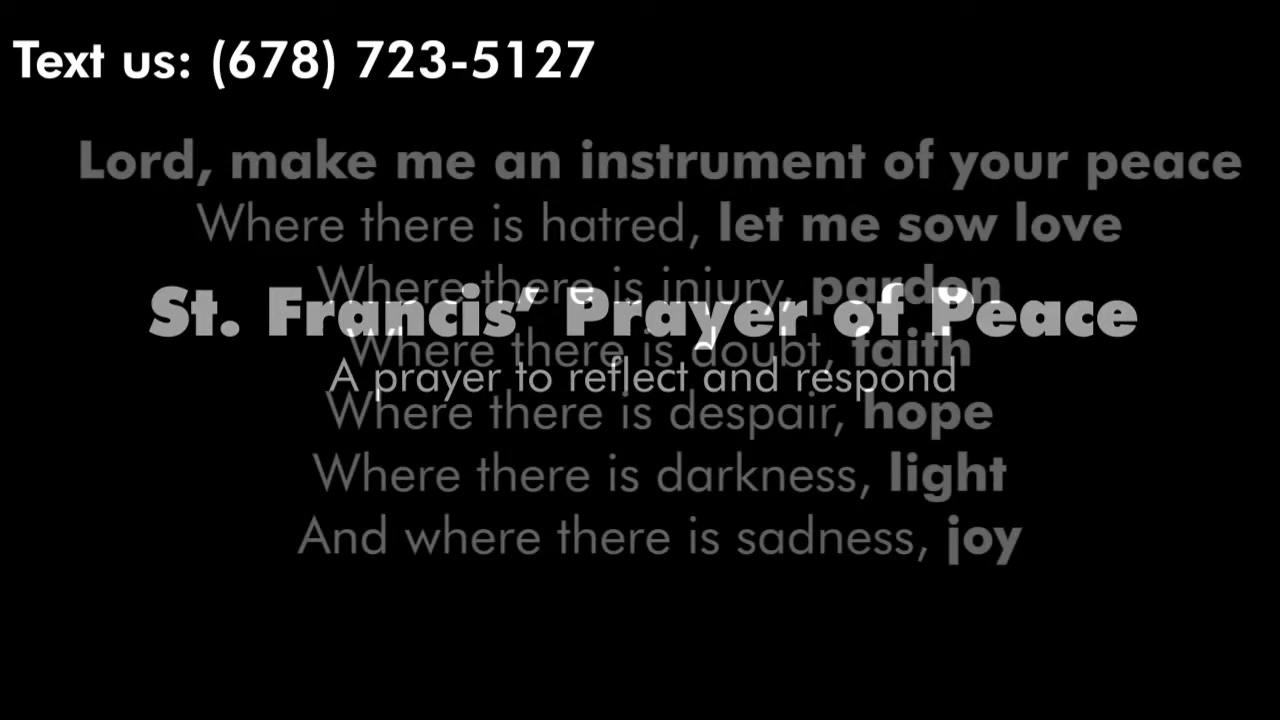 Text us: (678) 723-5127
Lord, make me an instrument of your peace
Where there is hatred, let me sow love
Where there is injury, pardon
St. Francis’ Prayer of Peace
Where there is doubt, faith
A prayer to reflect and respond
Where there is despair, hope
Where there is darkness, light
And where there is sadness, joy